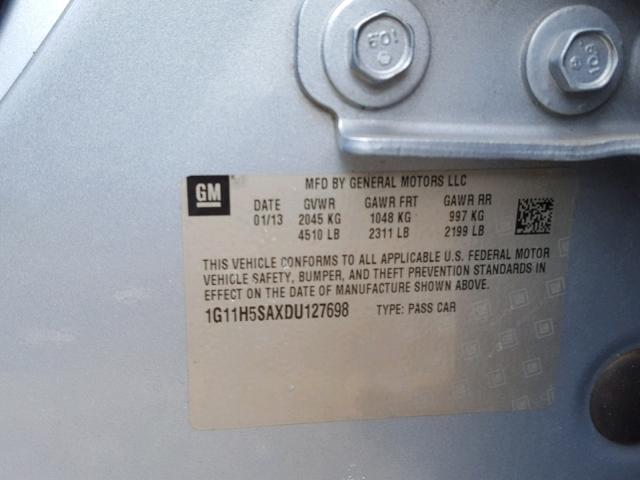 601
108
GM
MFD BY GENERAL MOTORS LLC
DATE GVWR GAWR FRT GAWR RR
01/13 2045 KG 1048 KG 997 KG
4510 LB 2311 LB 2199 LB
THIS VEHICLE CONFORMS TO ALL APPLICABLE U.S. FEDERAL MOTOR
VEHICLE SAFETY, BUMPER, AND THEFT PREVENTION STANDARDS IN
EFFECT ON THE DATE OF MANUFACTURE SHOWN ABOVE.
1G11H5SAXDU127698 TYPE: PASS CAR